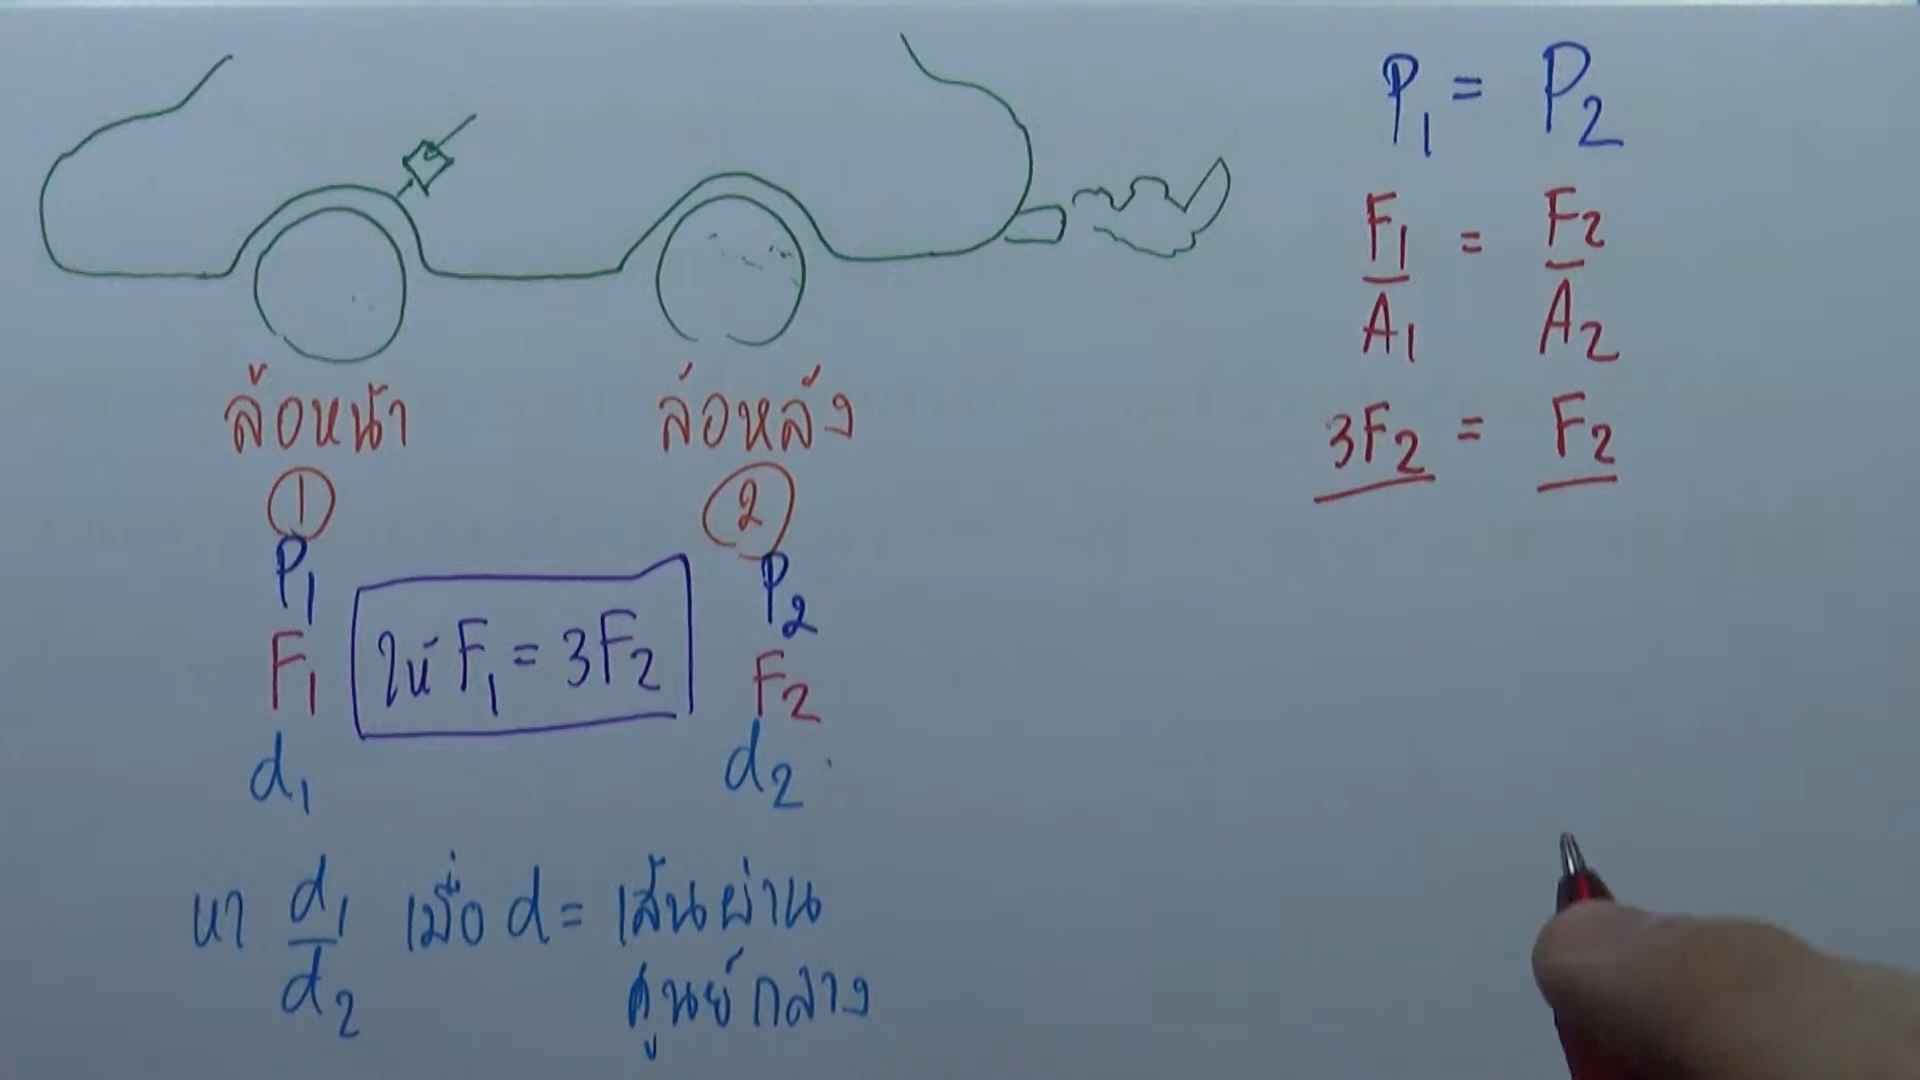 ล้อหน้า
①
P₁
F₁
d₁
ให้ F₁ = 3F₂
ล้อหลัง
②
P₂
F₂
d₂
หา d₁/d₂ เมื่อ d = เส้นผ่าน
ศูนย์กลาง
P₁ = P₂
F₁/A₁ = F₂/A₂
3F₂ = F₂